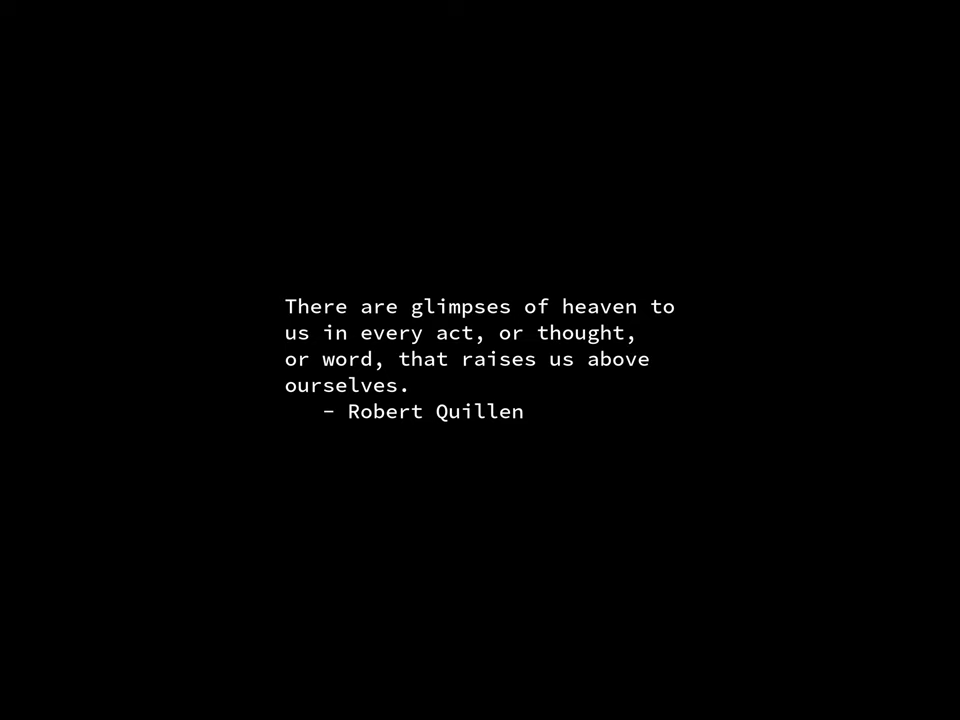 There are glimpses of heaven to
us in every act, or thought,
or word, that raises us above
ourselves.
– Robert Quillen